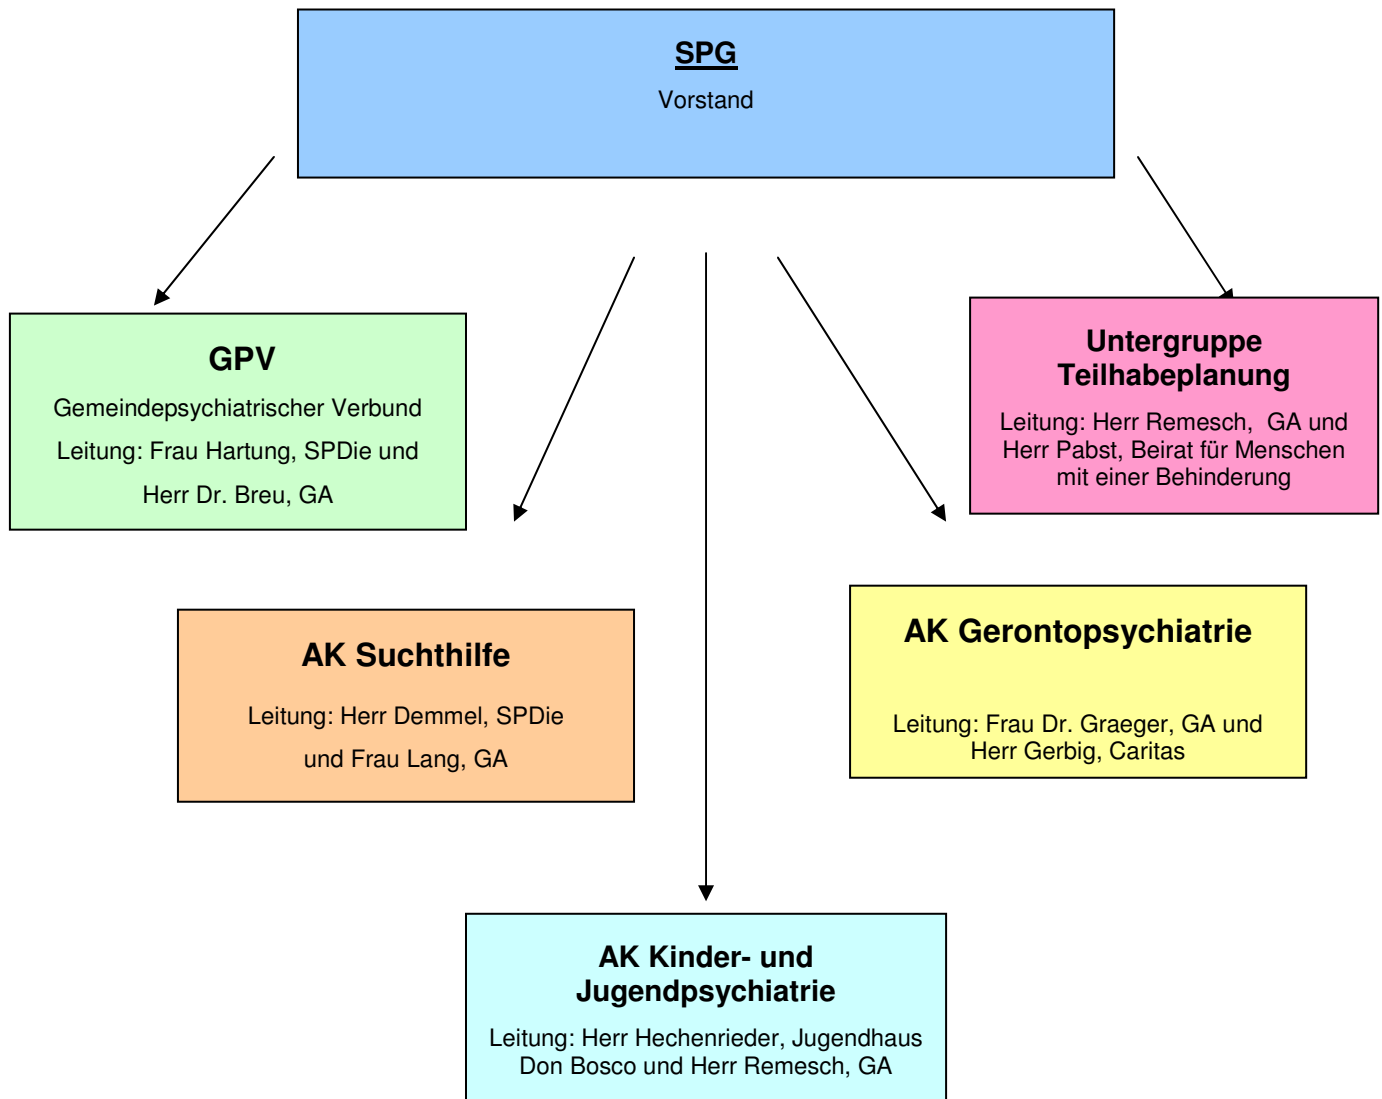 SPG
Vorstand
GPV
Gemeindepsychiatrischer Verbund
Leitung: Frau Hartung, SPDie und
Herr Dr. Breu, GA
Untergruppe
Teilhabeplanung
Leitung: Herr Remesch, GA und
Herr Pabst, Beirat für Menschen
mit einer Behinderung
AK Suchthilfe
Leitung: Herr Demmel, SPDie
und Frau Lang, GA
AK Gerontopsychiatrie
Leitung: Frau Dr. Graeger, GA und
Herr Gerbig, Caritas
AK Kinder- und
Jugendpsychiatrie
Leitung: Herr Hechenrieder, Jugendhaus
Don Bosco und Herr Remesch, GA